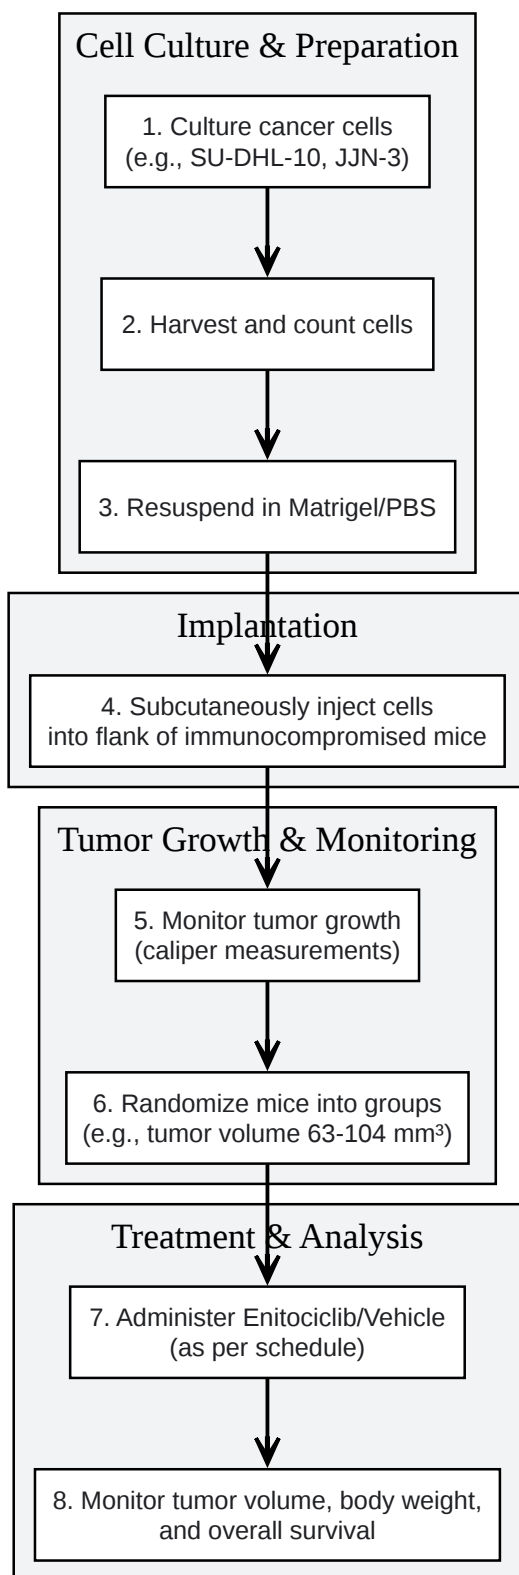 Cell Culture & Preparation
1. Culture cancer cells
(e.g., SU-DHL-10, JJN-3)
2. Harvest and count cells
3. Resuspend in Matrigel/PBS
Implantation
4. Subcutaneously inject cells
into flank of immunocompromised mice
Tumor Growth & Monitoring
5. Monitor tumor growth
(caliper measurements)
6. Randomize mice into groups
(e.g., tumor volume 63-104 mm³)
Treatment & Analysis
7. Administer Enitociclib/Vehicle
(as per schedule)
8. Monitor tumor volume, body weight,
and overall survival